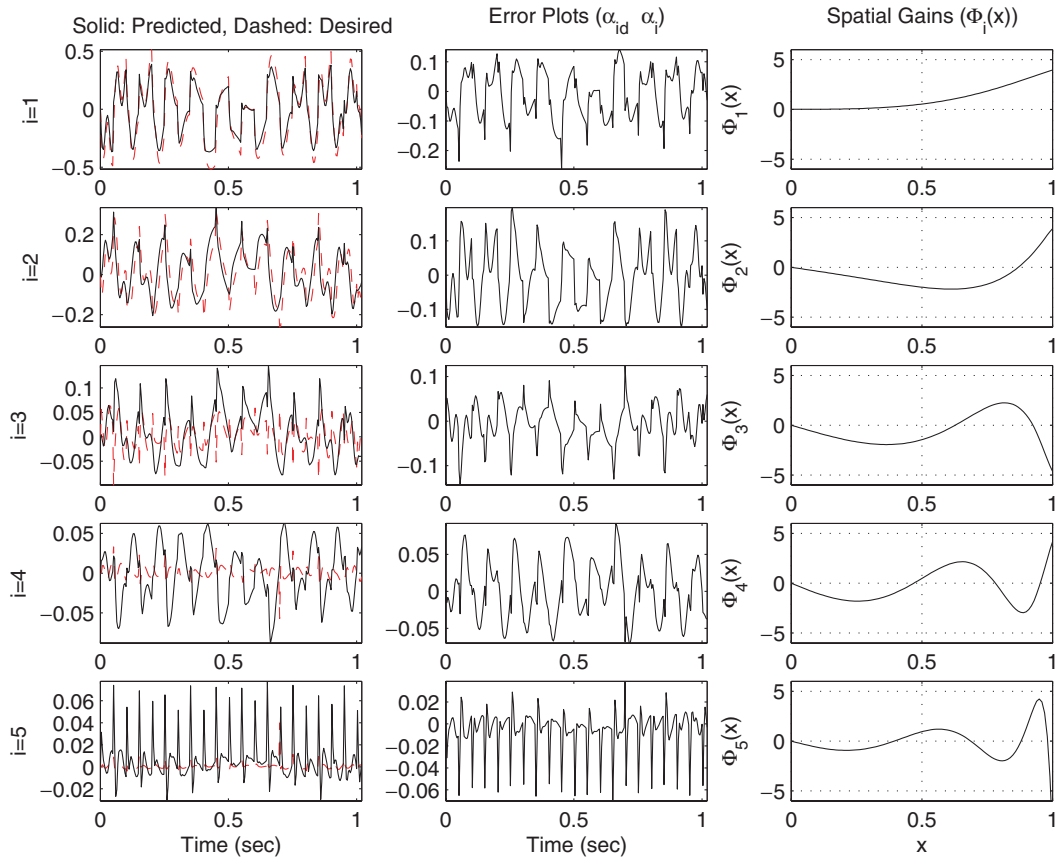 Solid: Predicted, Dashed: Desired
Error Plots (α_id α_i)
Spatial Gains (Φ_i(x))
i=1
0.5
0
−0.5
0 0.5 1
0.1
0
−0.1
−0.2
0 0.5 1
Φ_1(x)
5
0
−5
0 0.5 1
i=2
0.2
0
−0.2
0 0.5 1
0.1
0
−0.1
0 0.5 1
Φ_2(x)
5
0
−5
0 0.5 1
i=3
0.1
0.05
0
−0.05
0 0.5 1
0.1
0
−0.1
0 0.5 1
Φ_3(x)
5
0
−5
0 0.5 1
i=4
0.05
0
−0.05
0 0.5 1
0.05
0
−0.05
0 0.5 1
Φ_4(x)
5
0
−5
0 0.5 1
i=5
0.06
0.04
0.02
0
−0.02
0 0.5 1
Time (sec)
0.02
0
−0.02
−0.04
−0.06
0 0.5 1
Time (sec)
Φ_5(x)
5
0
−5
0 0.5 1
x